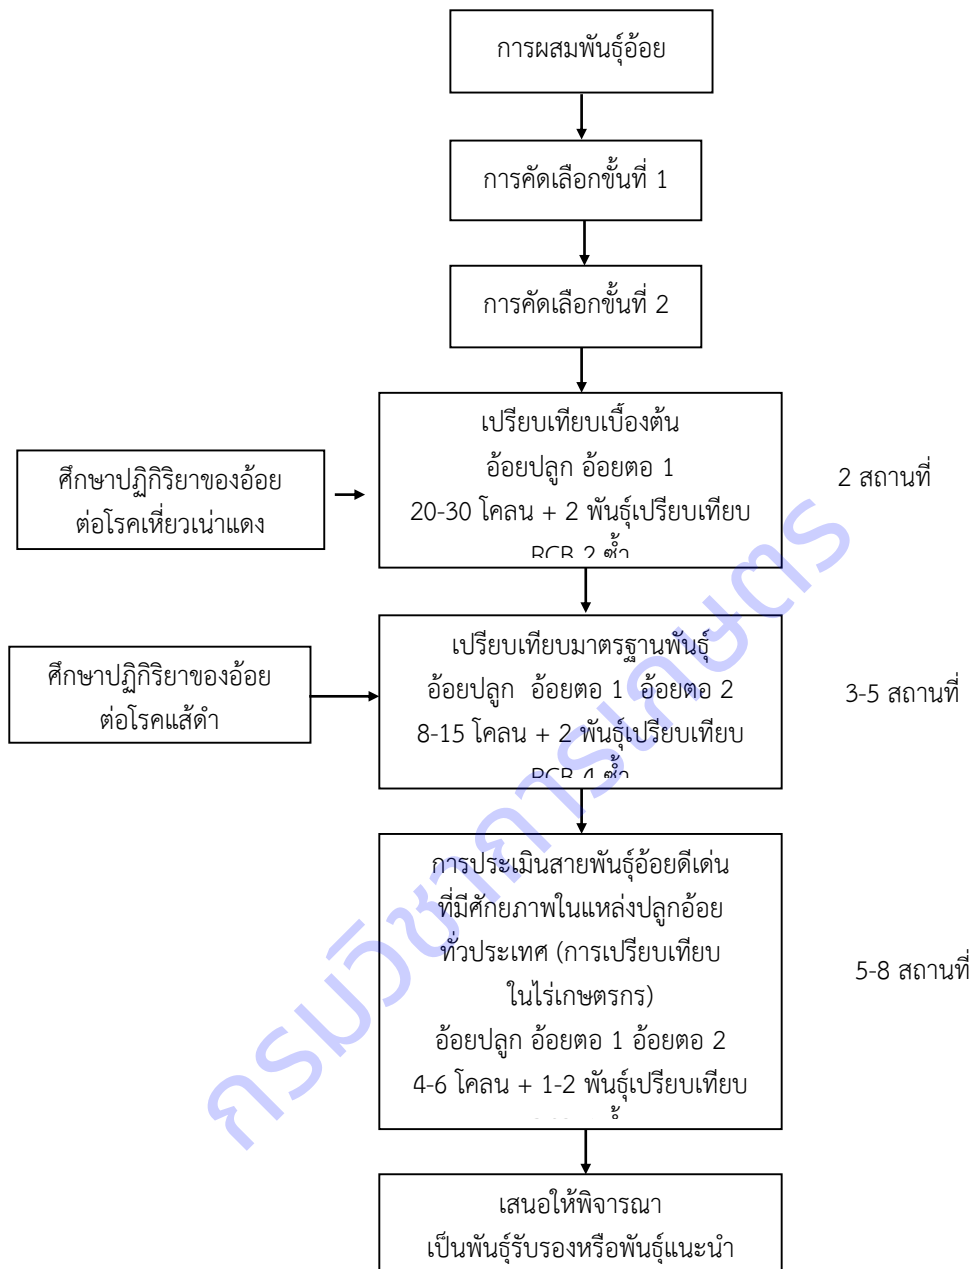 การผสมพันธุ์อ้อย
การคัดเลือกขั้นที่ 1
การคัดเลือกขั้นที่ 2
เปรียบเทียบเบื้องต้น
อ้อยปลูก อ้อยตอ 1
20-30 โคลน + 2 พันธุ์เปรียบเทียบ
RCB 2 ซ้ำ
2 สถานที่
ศึกษาปฏิกิริยาของอ้อย
ต่อโรคเหี่ยวเน่าแดง
เปรียบเทียบมาตรฐานพันธุ์
อ้อยปลูก อ้อยตอ 1 อ้อยตอ 2
8-15 โคลน + 2 พันธุ์เปรียบเทียบ
RCB 4 ซ้ำ
3-5 สถานที่
ศึกษาปฏิกิริยาของอ้อย
ต่อโรคแส้ดำ
การประเมินสายพันธุ์อ้อยดีเด่น
ที่มีศักยภาพในแหล่งปลูกอ้อย
ทั่วประเทศ (การเปรียบเทียบ
ในไร่เกษตรกร)
อ้อยปลูก อ้อยตอ 1 อ้อยตอ 2
4-6 โคลน + 1-2 พันธุ์เปรียบเทียบ
5-8 สถานที่
เสนอให้พิจารณา
เป็นพันธุ์รับรองหรือพันธุ์แนะนำ
กรมวิชาการเกษตร